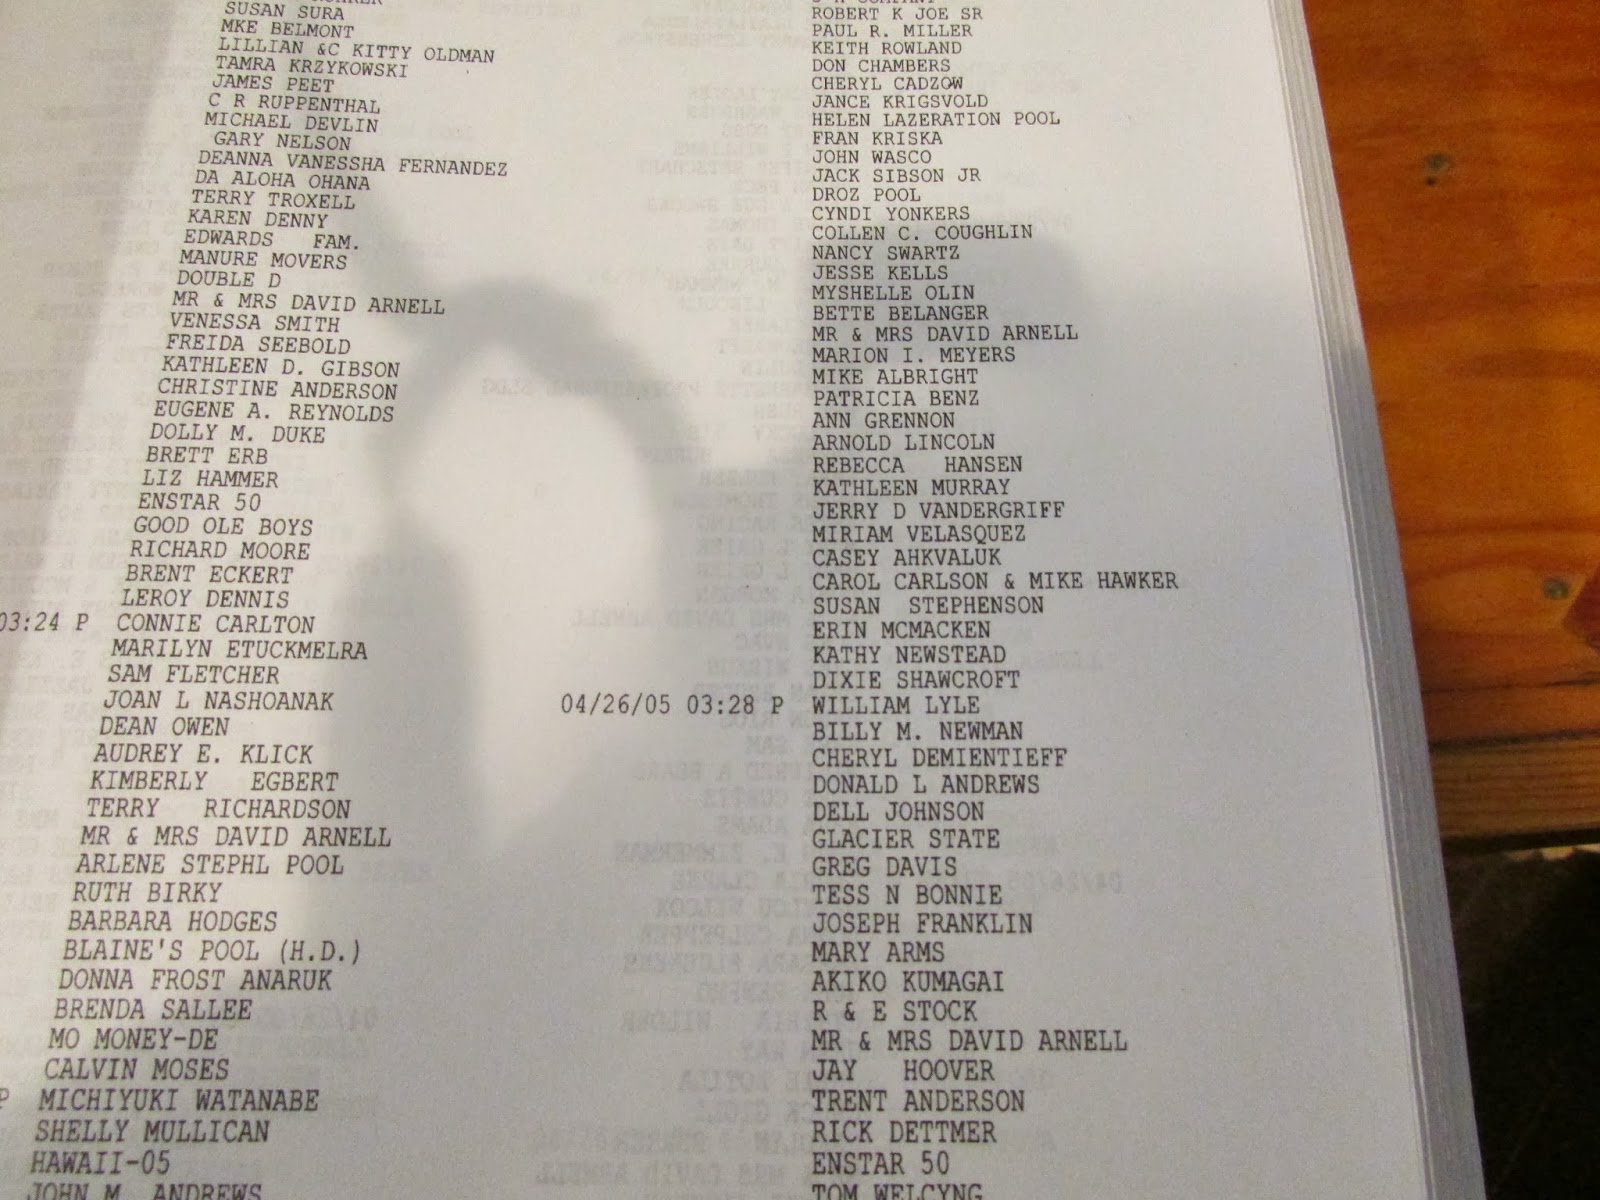 SUSAN SURA
MKE BELMONT
LILLIAN &C KITTY OLDMAN
TAMRA KRZYKOWSKI
JAMES PEET
C R RUPPENTHAL
MICHAEL DEVLIN
GARY NELSON
DEANNA VANESSHA FERNANDEZ
DA ALOHA OHANA
TERRY TROXELL
KAREN DENNY
EDWARDS FAM.
MANURE MOVERS
DOUBLE D
MR & MRS DAVID ARNELL
VENESSA SMITH
FREIDA SEEBOLD
KATHLEEN D. GIBSON
CHRISTINE ANDERSON
EUGENE A. REYNOLDS
DOLLY M. DUKE
BRETT ERB
LIZ HAMMER
ENSTAR 50
GOOD OLE BOYS
RICHARD MOORE
BRENT ECKERT
LEROY DENNIS
03:24 P CONNIE CARLTON
MARILYN ETUCKMELRA
SAM FLETCHER
JOAN L NASHOANAK
DEAN OWEN
AUDREY E. KLICK
KIMBERLY EGBERT
TERRY RICHARDSON
MR & MRS DAVID ARNELL
ARLENE STEPHL POOL
RUTH BIRKY
BARBARA HODGES
BLAINE'S POOL (H.D.)
DONNA FROST ANARUK
BRENDA SALLEE
MO MONEY-DE
CALVIN MOSES
P MICHIYUKI WATANABE
SHELLY MULLICAN
HAWAII-05
JOHN M. ANDREWS
ROBERT K JOE SR
PAUL R. MILLER
KEITH ROWLAND
DON CHAMBERS
CHERYL CADZOW
JANCE KRIGSVOLD
HELEN LAZERATION POOL
FRAN KRISKA
JOHN WASCO
JACK SIBSON JR
DROZ POOL
CYNDI YONKERS
COLLEN C. COUGHLIN
NANCY SWARTZ
JESSE KELLS
MYSHELLE OLIN
BETTE BELANGER
MR & MRS DAVID ARNELL
MARION I. MEYERS
MIKE ALBRIGHT
PATRICIA BENZ
ANN GRENNON
ARNOLD LINCOLN
REBECCA HANSEN
KATHLEEN MURRAY
JERRY D VANDERGRIFF
MIRIAM VELASQUEZ
CASEY AHKVALUK
CAROL CARLSON & MIKE HAWKER
SUSAN STEPHENSON
ERIN MCMACKEN
KATHY NEWSTEAD
DIXIE SHAWCROFT
04/26/05 03:28 P WILLIAM LYLE
BILLY M. NEWMAN
CHERYL DEMIENTIEFF
DONALD L ANDREWS
DELL JOHNSON
GLACIER STATE
GREG DAVIS
TESS N BONNIE
JOSEPH FRANKLIN
MARY ARMS
AKIKO KUMAGAI
R & E STOCK
MR & MRS DAVID ARNELL
JAY HOOVER
TRENT ANDERSON
RICK DETTMER
ENSTAR 50
TOM WELCYNG